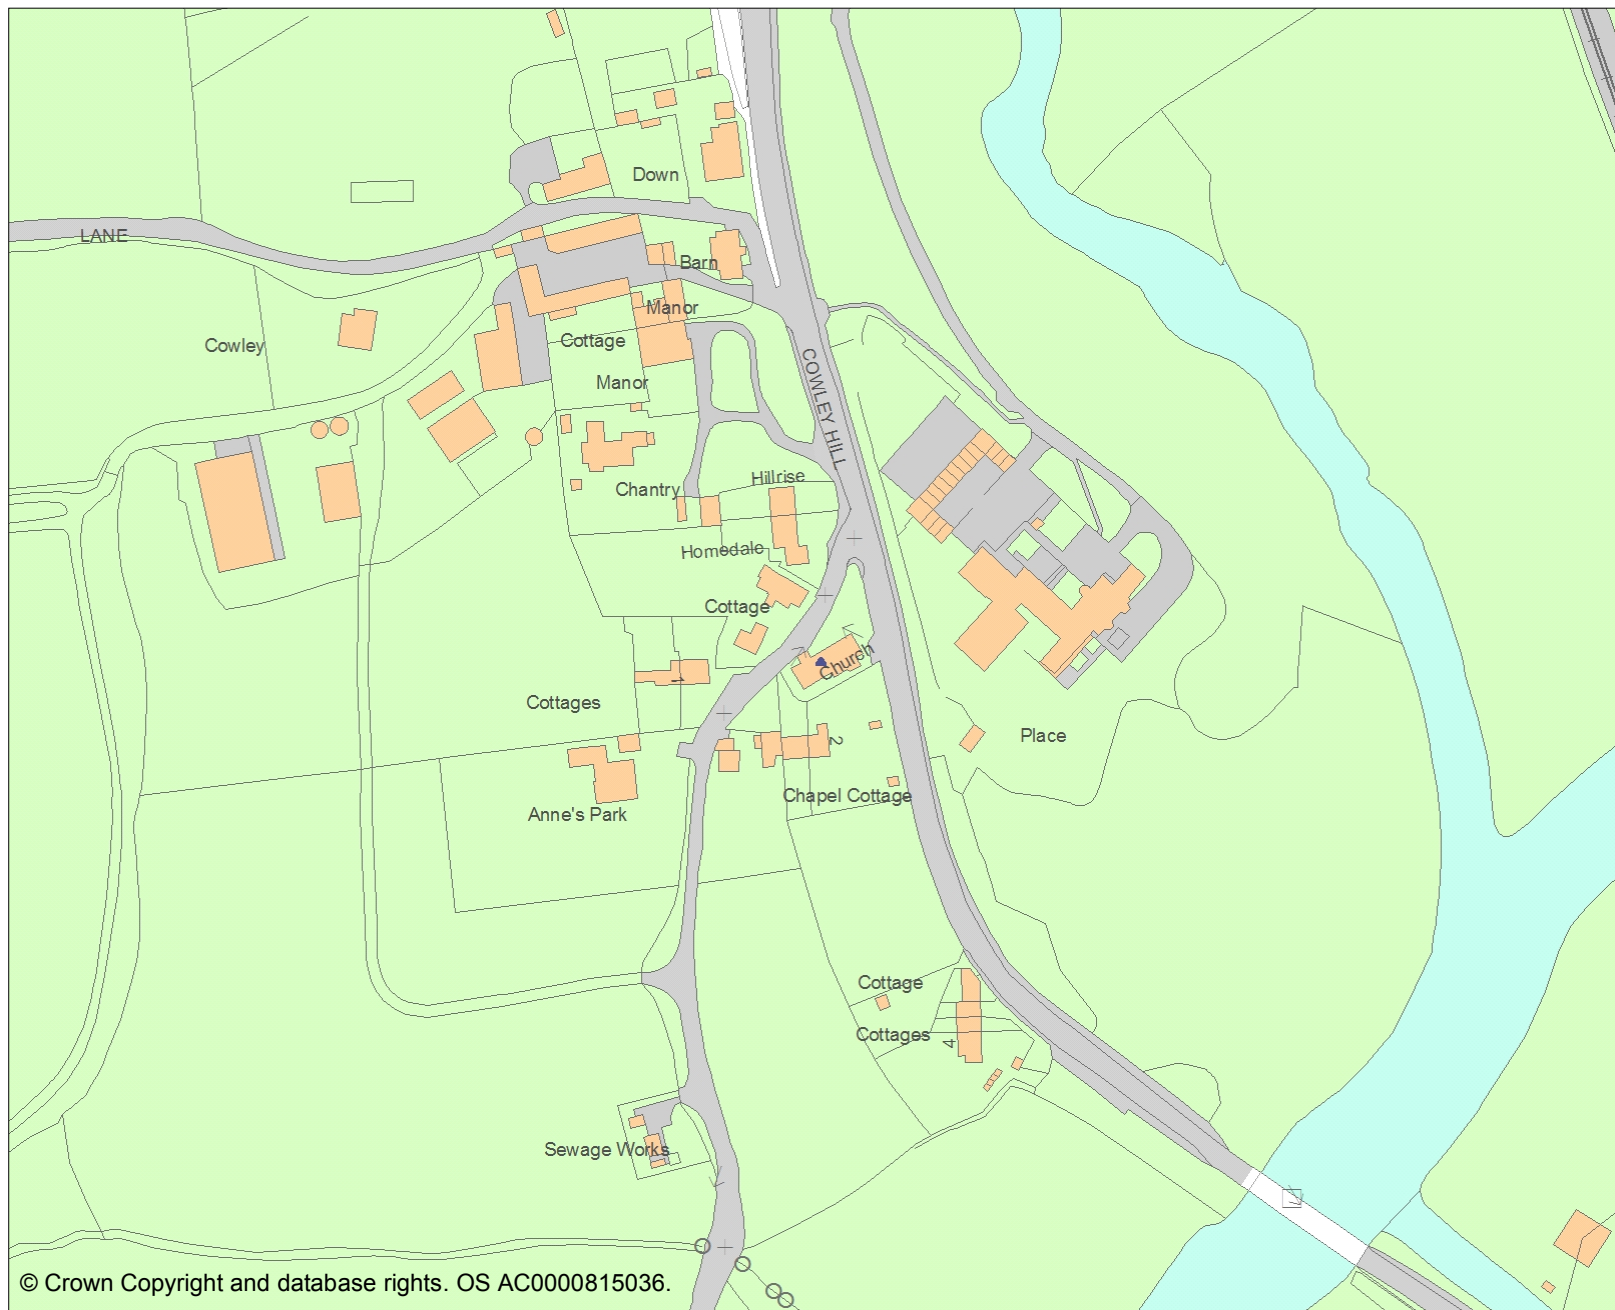 Down
LANE
Barn
Manor
Cottage
Cowley
COWLEY HILL
Manor
Hillrise
Chantry
Homedale
Cottage
Church
1
Cottages
Place
2
Chapel Cottage
Anne's Park
Cottage
Cottages
4
Sewage Works
© Crown Copyright and database rights. OS AC0000815036.